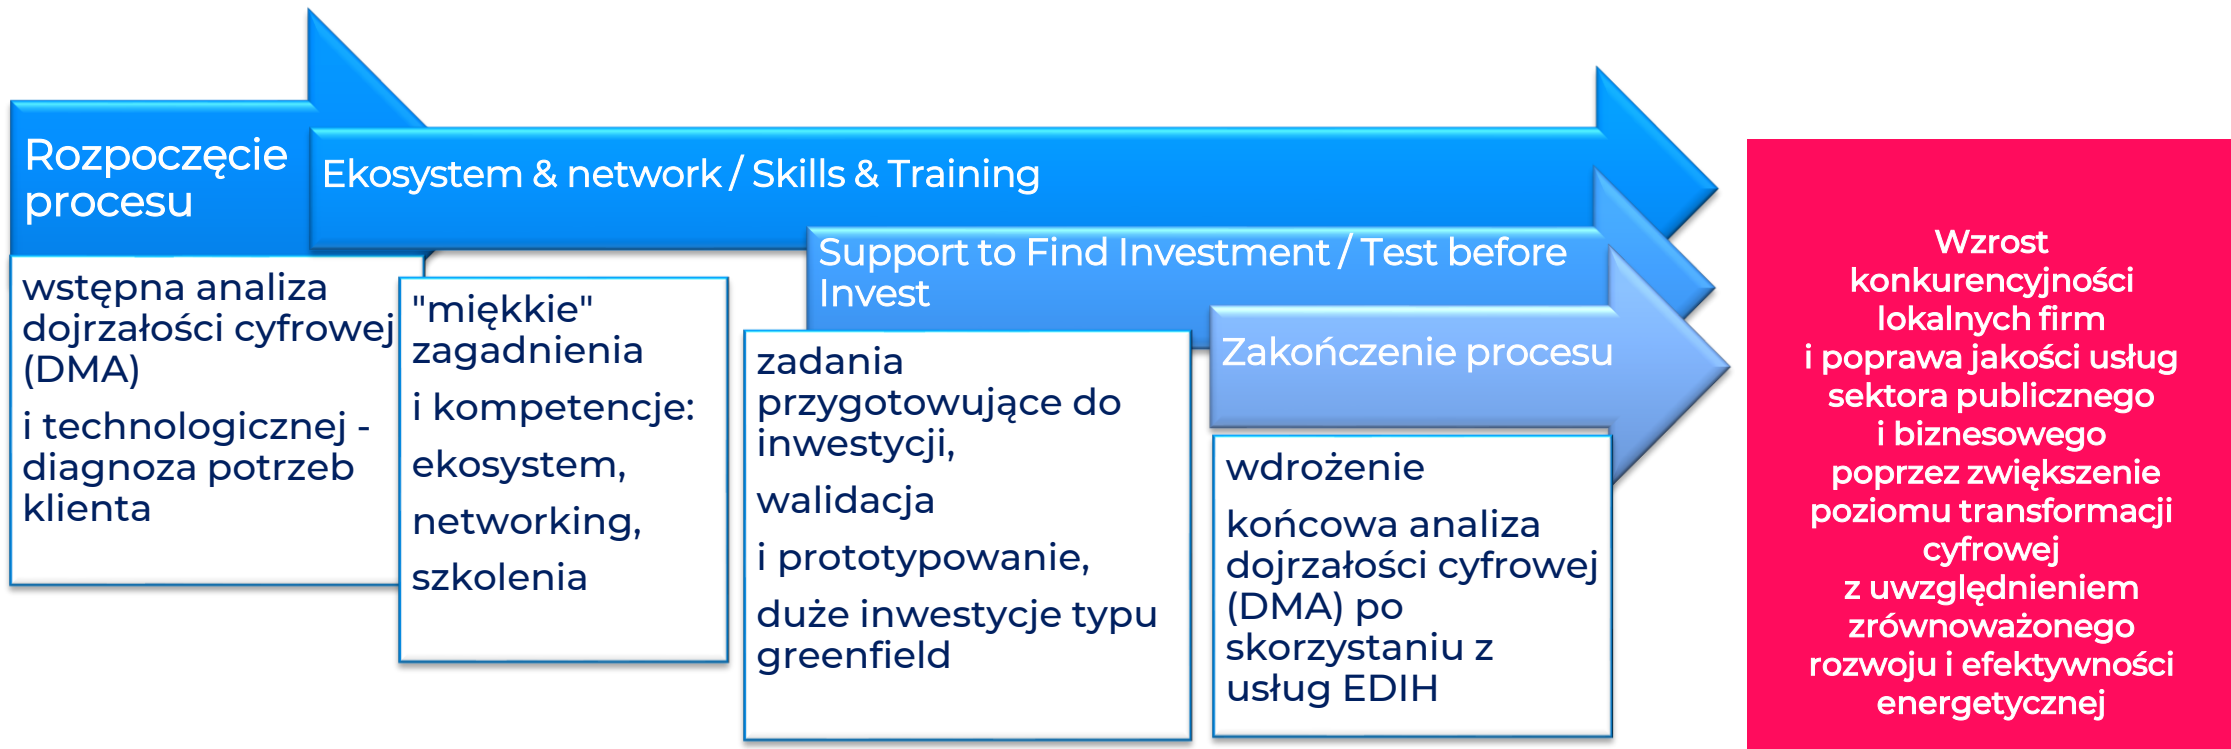 Rozpoczęcie
procesu
wstępna analiza
dojrzałości cyfrowej
(DMA)
i technologicznej -
diagnoza potrzeb
klienta
Ekosystem & network / Skills & Training
"miękkie"
zagadnienia
i kompetencje:
ekosystem,
networking,
szkolenia
Support to Find Investment / Test before
Invest
zadania
przygotowujące do
inwestycji,
walidacja
i prototypowanie,
duże inwestycje typu
greenfield
Zakończenie procesu
wdrożenie
końcowa analiza
dojrzałości cyfrowej
(DMA) po
skorzystaniu z
usług EDIH
Wzrost
konkurencyjności
lokalnych firm
i poprawa jakości usług
sektora publicznego
i biznesowego
poprzez zwiększenie
poziomu transformacji
cyfrowej
z uwzględnieniem
zrównoważonego
rozwoju i efektywności
energetycznej